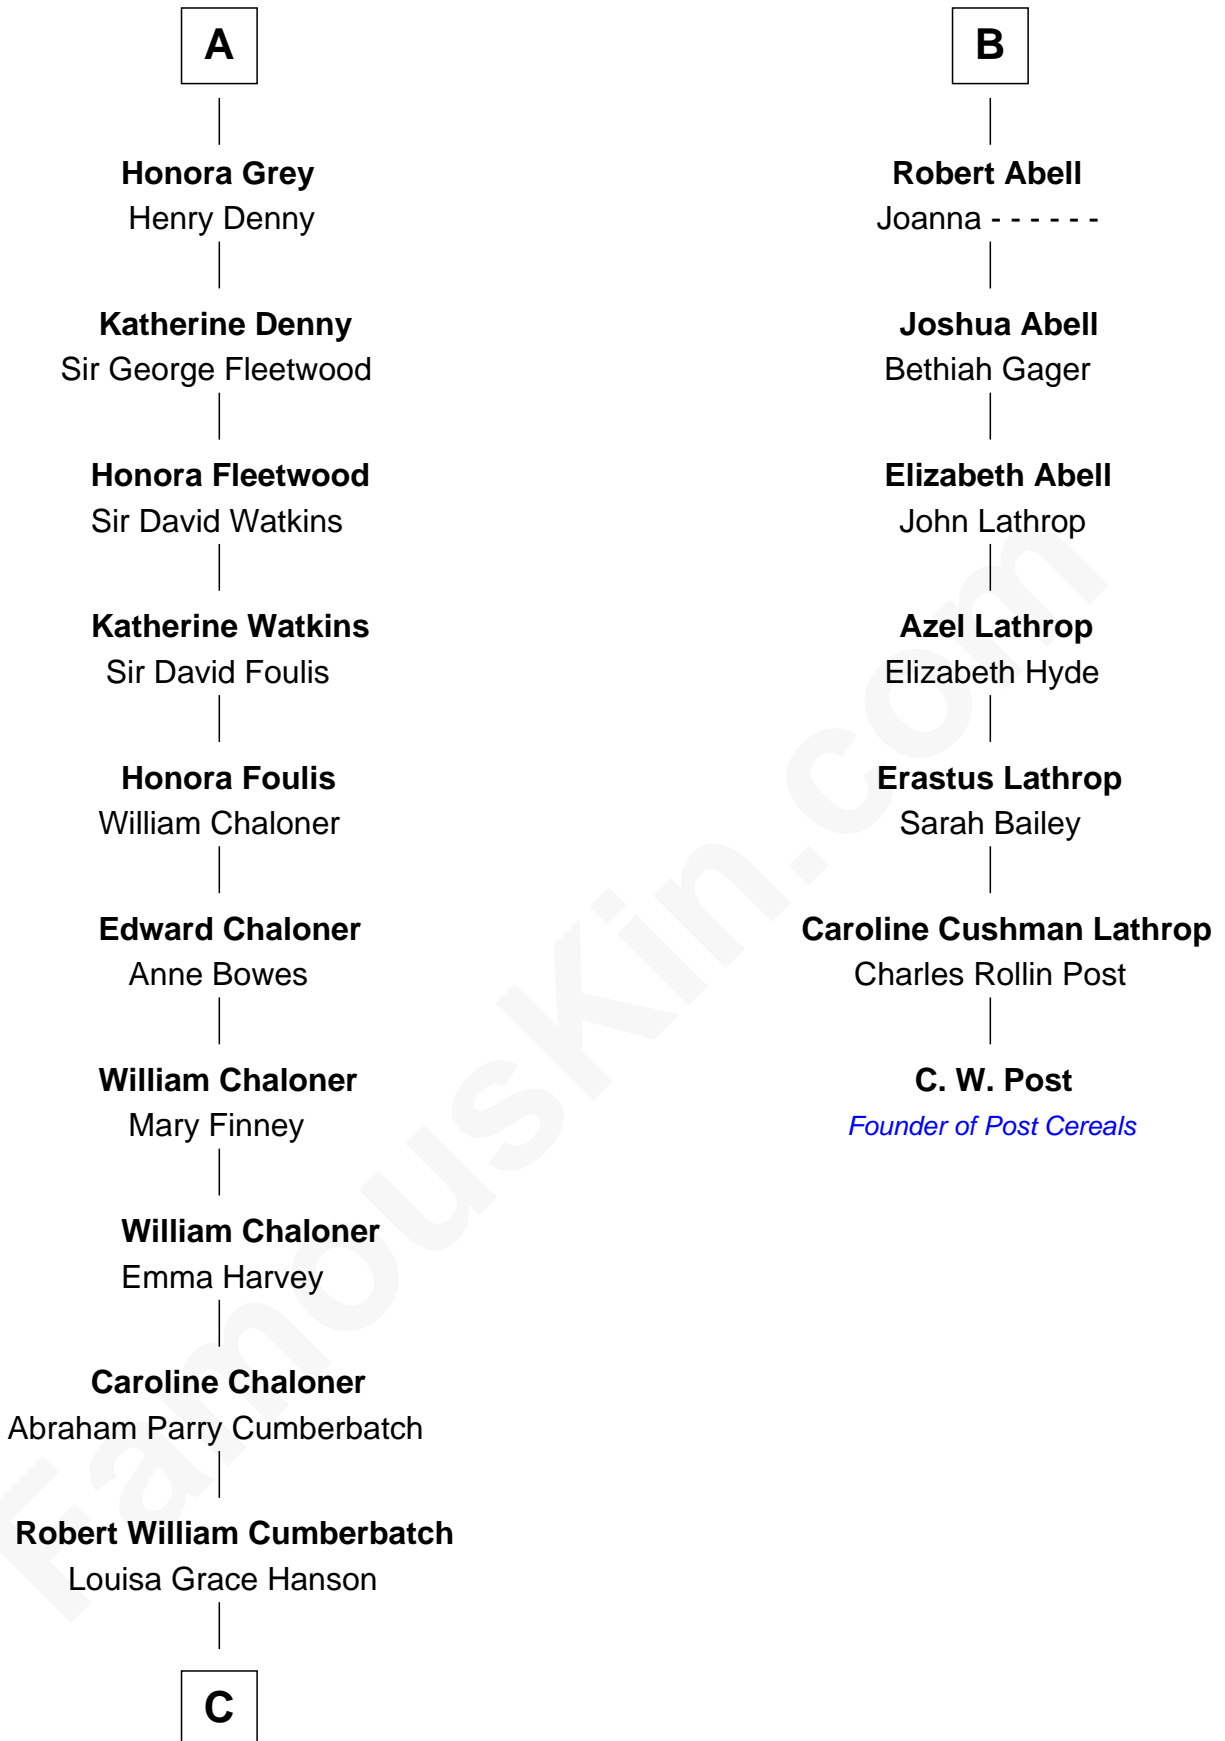 A
Honora Grey
Henry Denny
Katherine Denny
Sir George Fleetwood
Honora Fleetwood
Sir David Watkins
Katherine Watkins
Sir David Foulis
Honora Foulis
William Chaloner
Edward Chaloner
Anne Bowes
William Chaloner
Mary Finney
William Chaloner
Emma Harvey
Caroline Chaloner
Abraham Parry Cumberbatch
Robert William Cumberbatch
Louisa Grace Hanson
C
B
Robert Abell
Joanna - - - - - -
Joshua Abell
Bethiah Gager
Elizabeth Abell
John Lathrop
Azel Lathrop
Elizabeth Hyde
Erastus Lathrop
Sarah Bailey
Caroline Cushman Lathrop
Charles Rollin Post
C. W. Post
Founder of Post Cereals
FamousKin.com